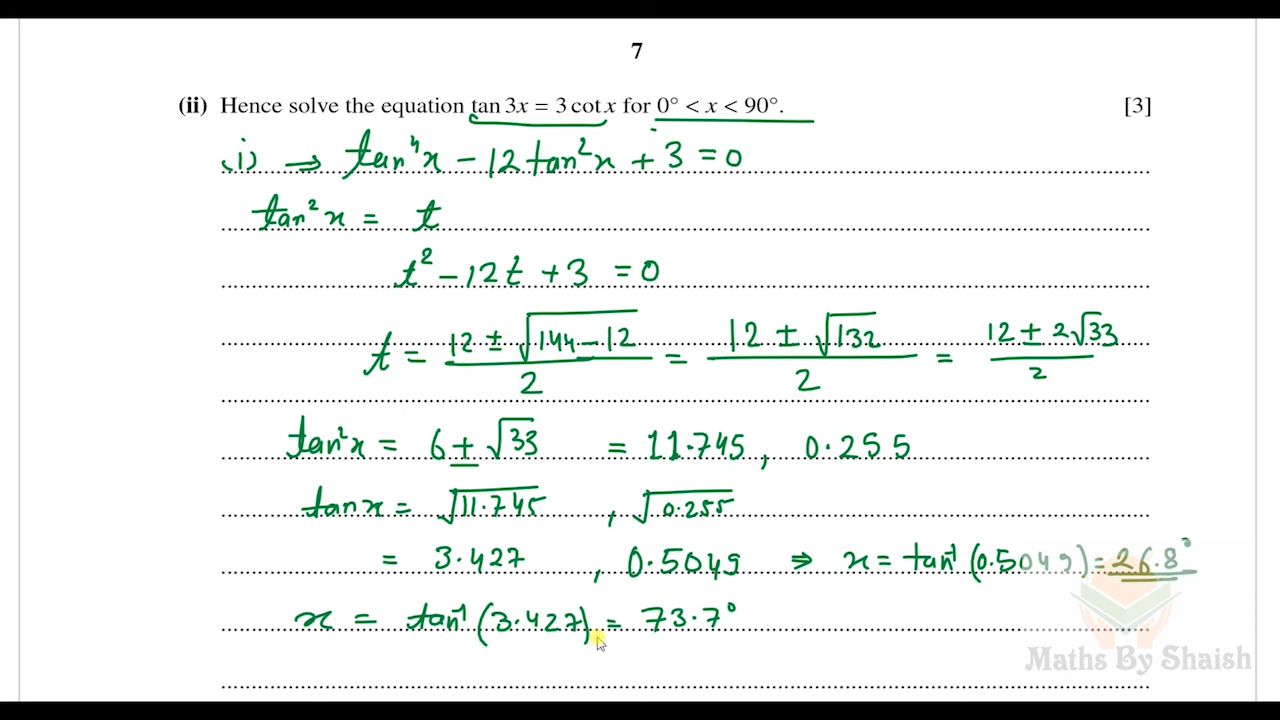 7
(ii) Hence solve the equation tan 3x = 3 cot x for 0° < x < 90°. [3]
(i) ⇒ tan⁴x − 12 tan²x + 3 = 0
tan²x = t
t² − 12t + 3 = 0
t = (12 ± √(144 − 12))/2 = (12 ± √132)/2 = (12 ± 2√33)/2
tan²x = 6 ± √33 = 11.745, 0.255
tan x = √11.745, √0.255
= 3.427, 0.5049 ⇒ x = tan⁻¹(0.5049) = 26.8°
x = tan⁻¹(3.427) = 73.7°
Maths By Shaish